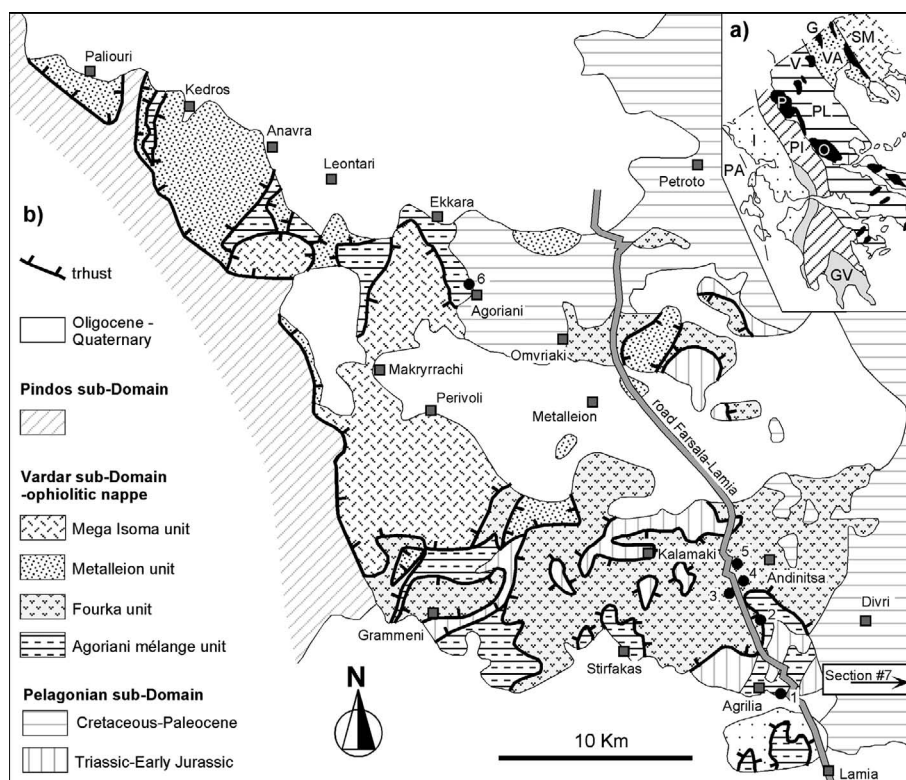 a)
G
SM
V
VA
P
PL
I
PI
O
PA
GV
b)
trhust
Oligocene -
Quaternary
Pindos sub-Domain
Vardar sub-Domain
-ophiolitic nappe
Mega Isoma unit
Metalleion unit
Fourka unit
Agoriani mélange unit
Pelagonian sub-Domain
Cretaceous-Paleocene
Triassic-Early Jurassic
Paliouri
Kedros
Anavra
Leontari
Petroto
Ekkara
6
Agoriani
Omvriaki
Makryrrachi
Perivoli
Metalleion
road Farsala-Lamia
Kalamaki
5
Andinitsa
4
3
2
Divri
Grammeni
Stirfakas
Section #7
Agrilia
1
N
10 Km
Lamia